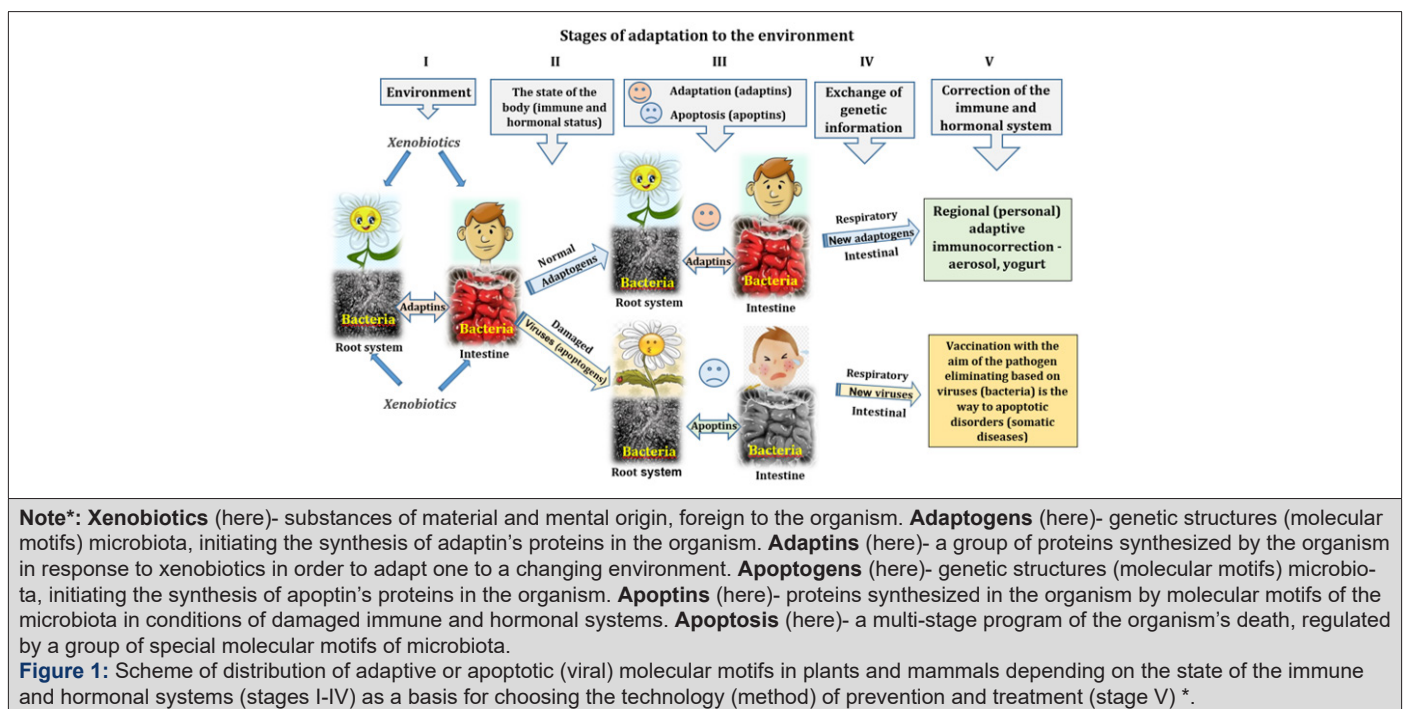 Stages of adaptation to the environment
I
II
III
IV
V
Environment
The state of the
body (immune and
hormonal status)
Adaptation (adaptins)
Apoptosis (apoptins)
Exchange of
genetic
information
Correction of the
immune and
hormonal system
Xenobiotics
Bacteria
Root system
Adaptins
Bacteria
Intestine
Xenobiotics
Normal
Adaptogens
Damaged
Viruses (apoptogens)
Bacteria
Root system
Adaptins
Bacteria
Intestine
Bacteria
Root system
Apoptins
Bacteria
Intestine
Respiratory
New adaptogens
Intestinal
Respiratory
New viruses
Intestinal
Regional (personal)
adaptive
immunocorrection -
aerosol, yogurt
Vaccination with the
aim of the pathogen
eliminating based on
viruses (bacteria) is the
way to apoptotic
disorders (somatic
diseases)
Note*: Xenobiotics (here)- substances of material and mental origin, foreign to the organism. Adaptogens (here)- genetic structures (molecular
motifs) microbiota, initiating the synthesis of adaptin’s proteins in the organism. Adaptins (here)- a group of proteins synthesized by the organism
in response to xenobiotics in order to adapt one to a changing environment. Apoptogens (here)- genetic structures (molecular motifs) microbio-
ta, initiating the synthesis of apoptin’s proteins in the organism. Apoptins (here)- proteins synthesized in the organism by molecular motifs of the
microbiota in conditions of damaged immune and hormonal systems. Apoptosis (here)- a multi-stage program of the organism’s death, regulated
by a group of special molecular motifs of microbiota.
Figure 1: Scheme of distribution of adaptive or apoptotic (viral) molecular motifs in plants and mammals depending on the state of the immune
and hormonal systems (stages I-IV) as a basis for choosing the technology (method) of prevention and treatment (stage V) *.